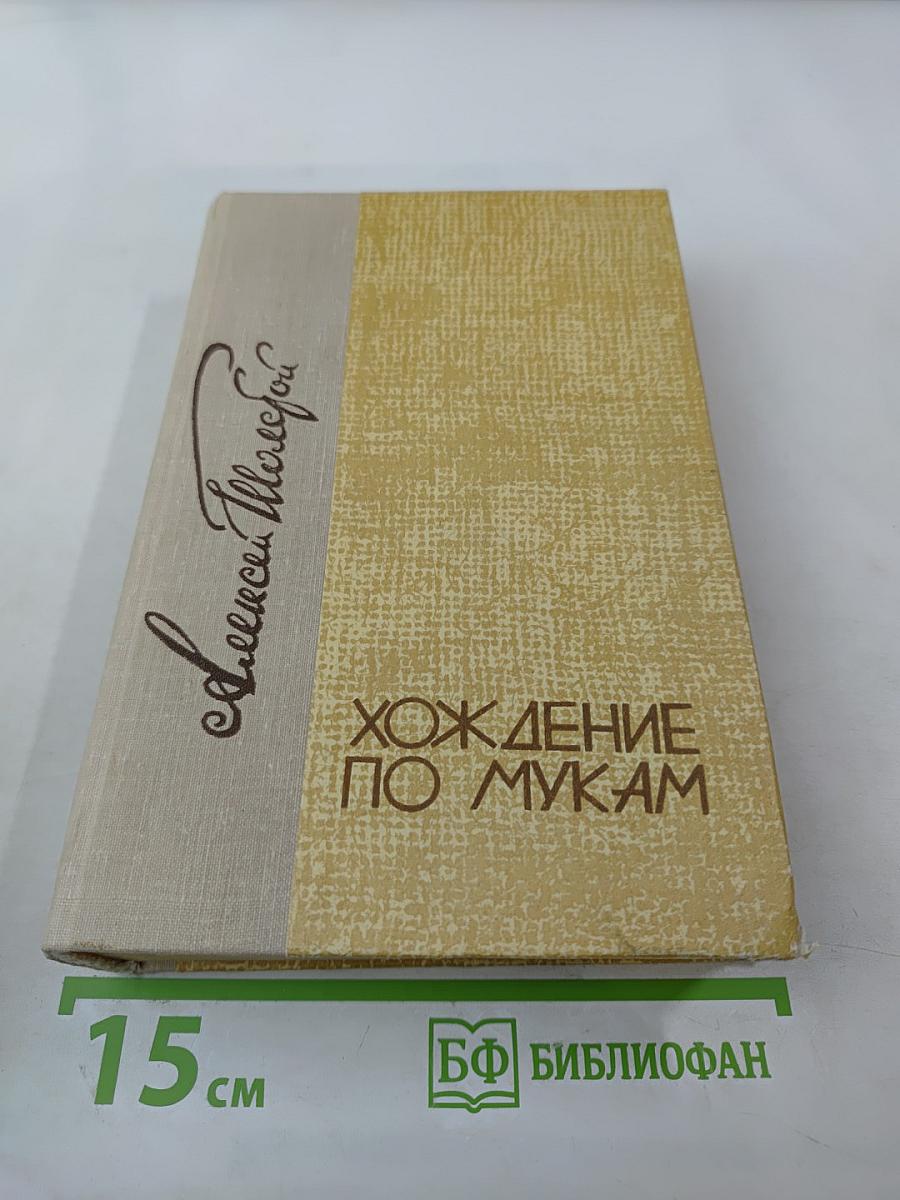 Алексей Толстой
ХОЖДЕНИЕ
ПО МУКАМ
15 см
БФ БИБЛИОФАН